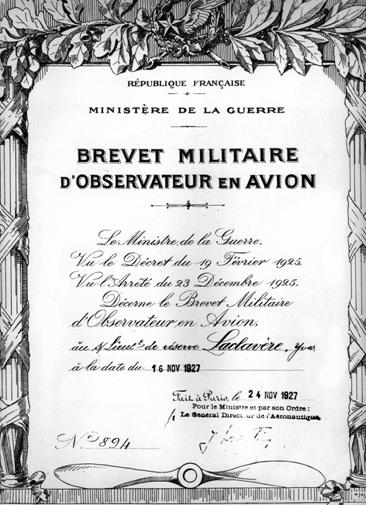 RÉPUBLIQUE FRANÇAISE
MINISTÈRE DE LA GUERRE
BREVET MILITAIRE
D'OBSERVATEUR EN AVION
Le Ministre de la Guerre,
Vu le Décret du 19 Février 1925,
Vu l'Arrêté du 23 Décembre 1925,
Décerne le Brevet Militaire
d'Observateur en Avion,
au S/Lieut. de réserve Laclavère, Yves
à la date du 16 NOV 1927
Fait à Paris, le 24 NOV 1927
Pour le Ministre et par son Ordre :
Le Général Directeur de l'Aéronautique,
N° 894